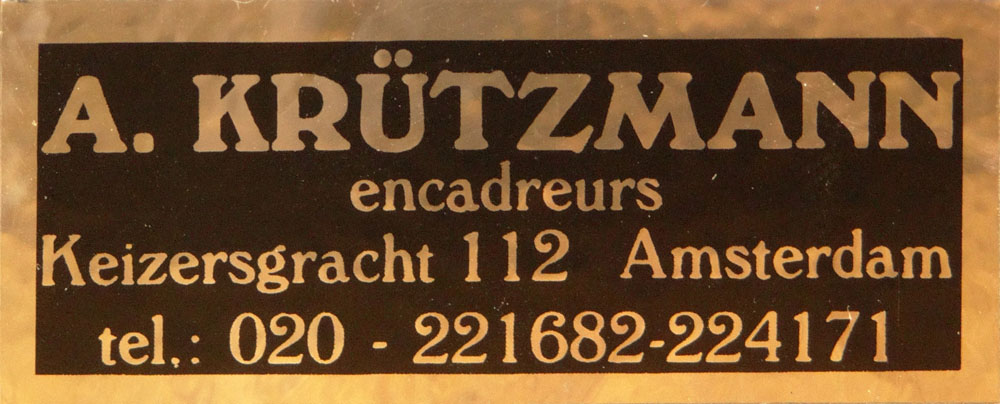 A. KRÜTZMANN
encadreurs
Keizersgracht 112 Amsterdam
tel.: 020 - 221682-224171